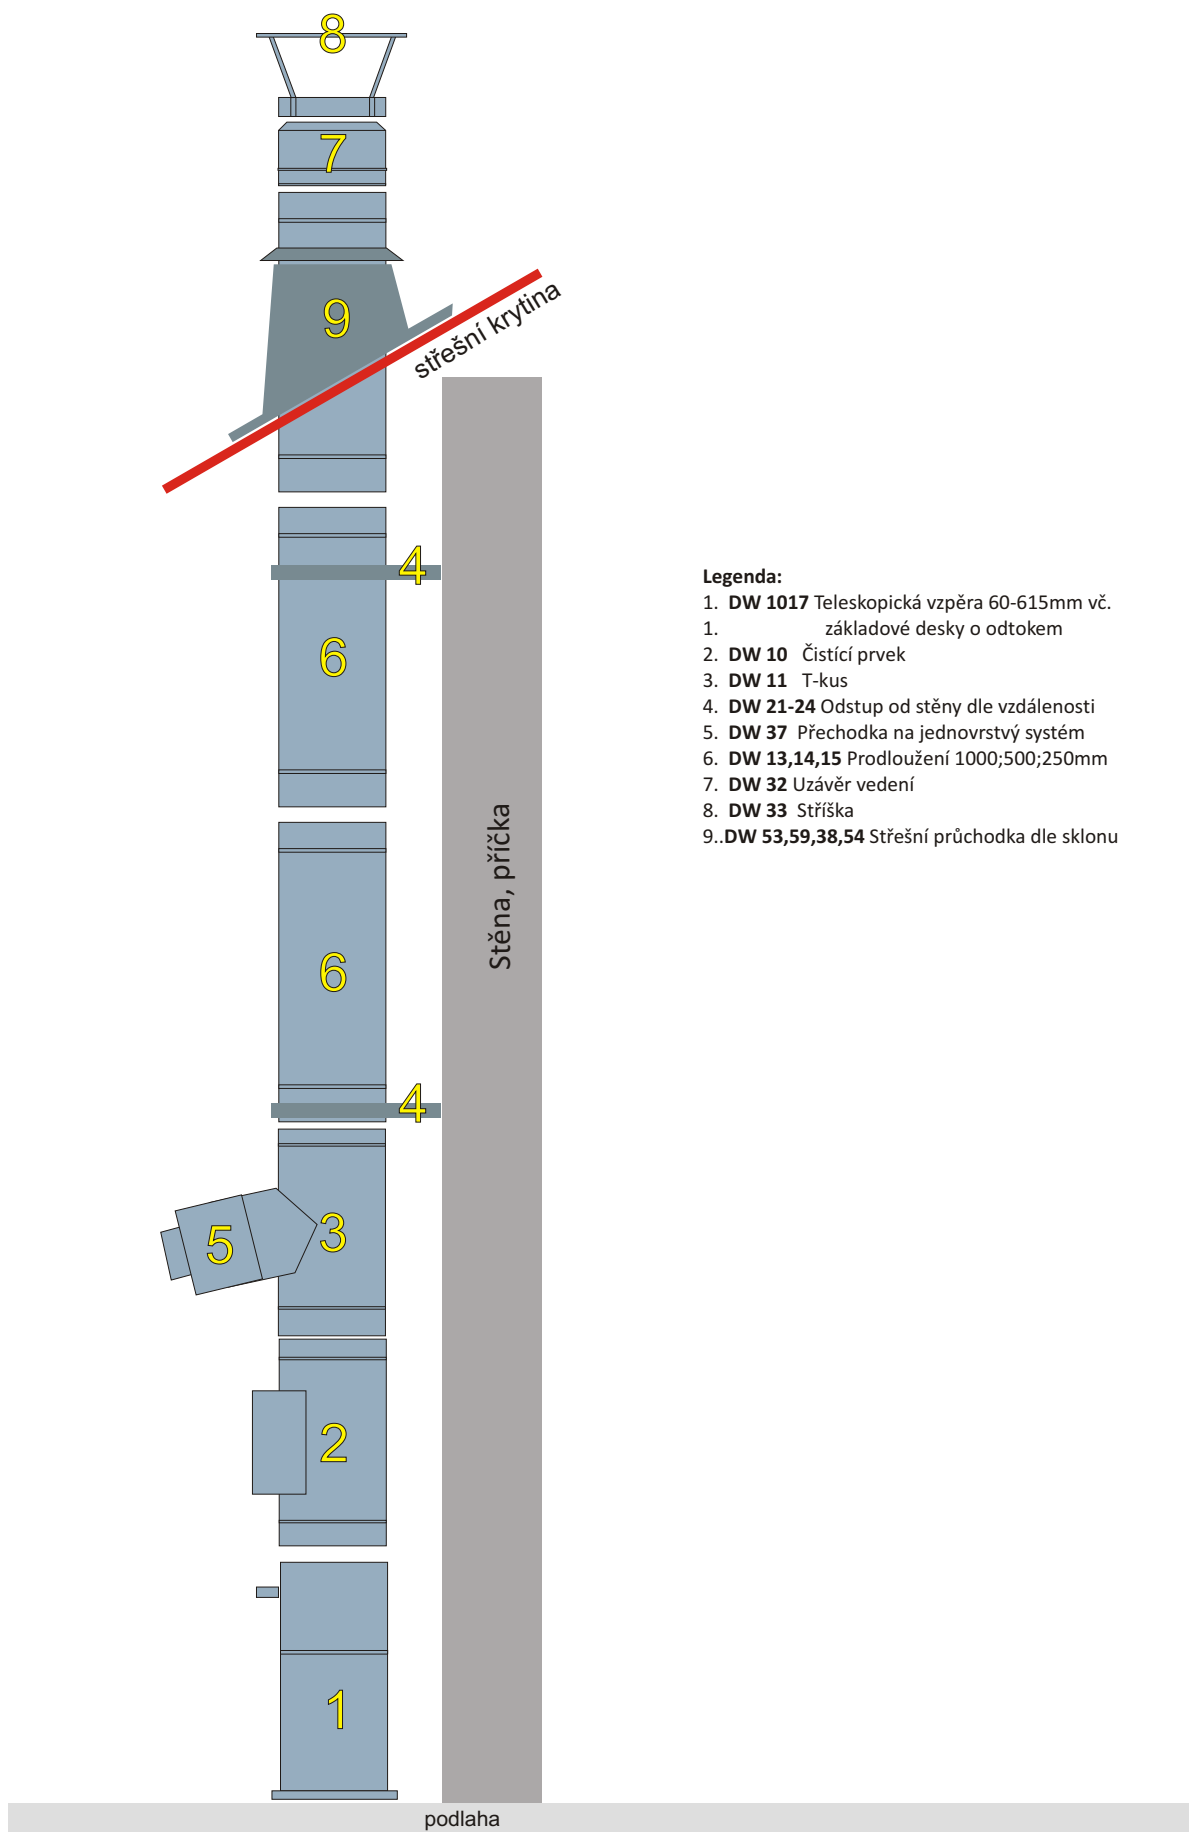 8
7
9
střešní krytina
4
6
Legenda:
1. DW 1017 Teleskopická vzpěra 60-615mm vč.
1. základové desky o odtokem
2. DW 10 Čistící prvek
3. DW 11 T-kus
4. DW 21-24 Odstup od stěny dle vzdálenosti
5. DW 37 Přechodka na jednovrstvý systém
6. DW 13,14,15 Prodloužení 1000;500;250mm
7. DW 32 Uzávěr vedení
8. DW 33 Stříška
9..DW 53,59,38,54 Střešní průchodka dle sklonu
Stěna, příčka
6
4
5
3
2
1
podlaha